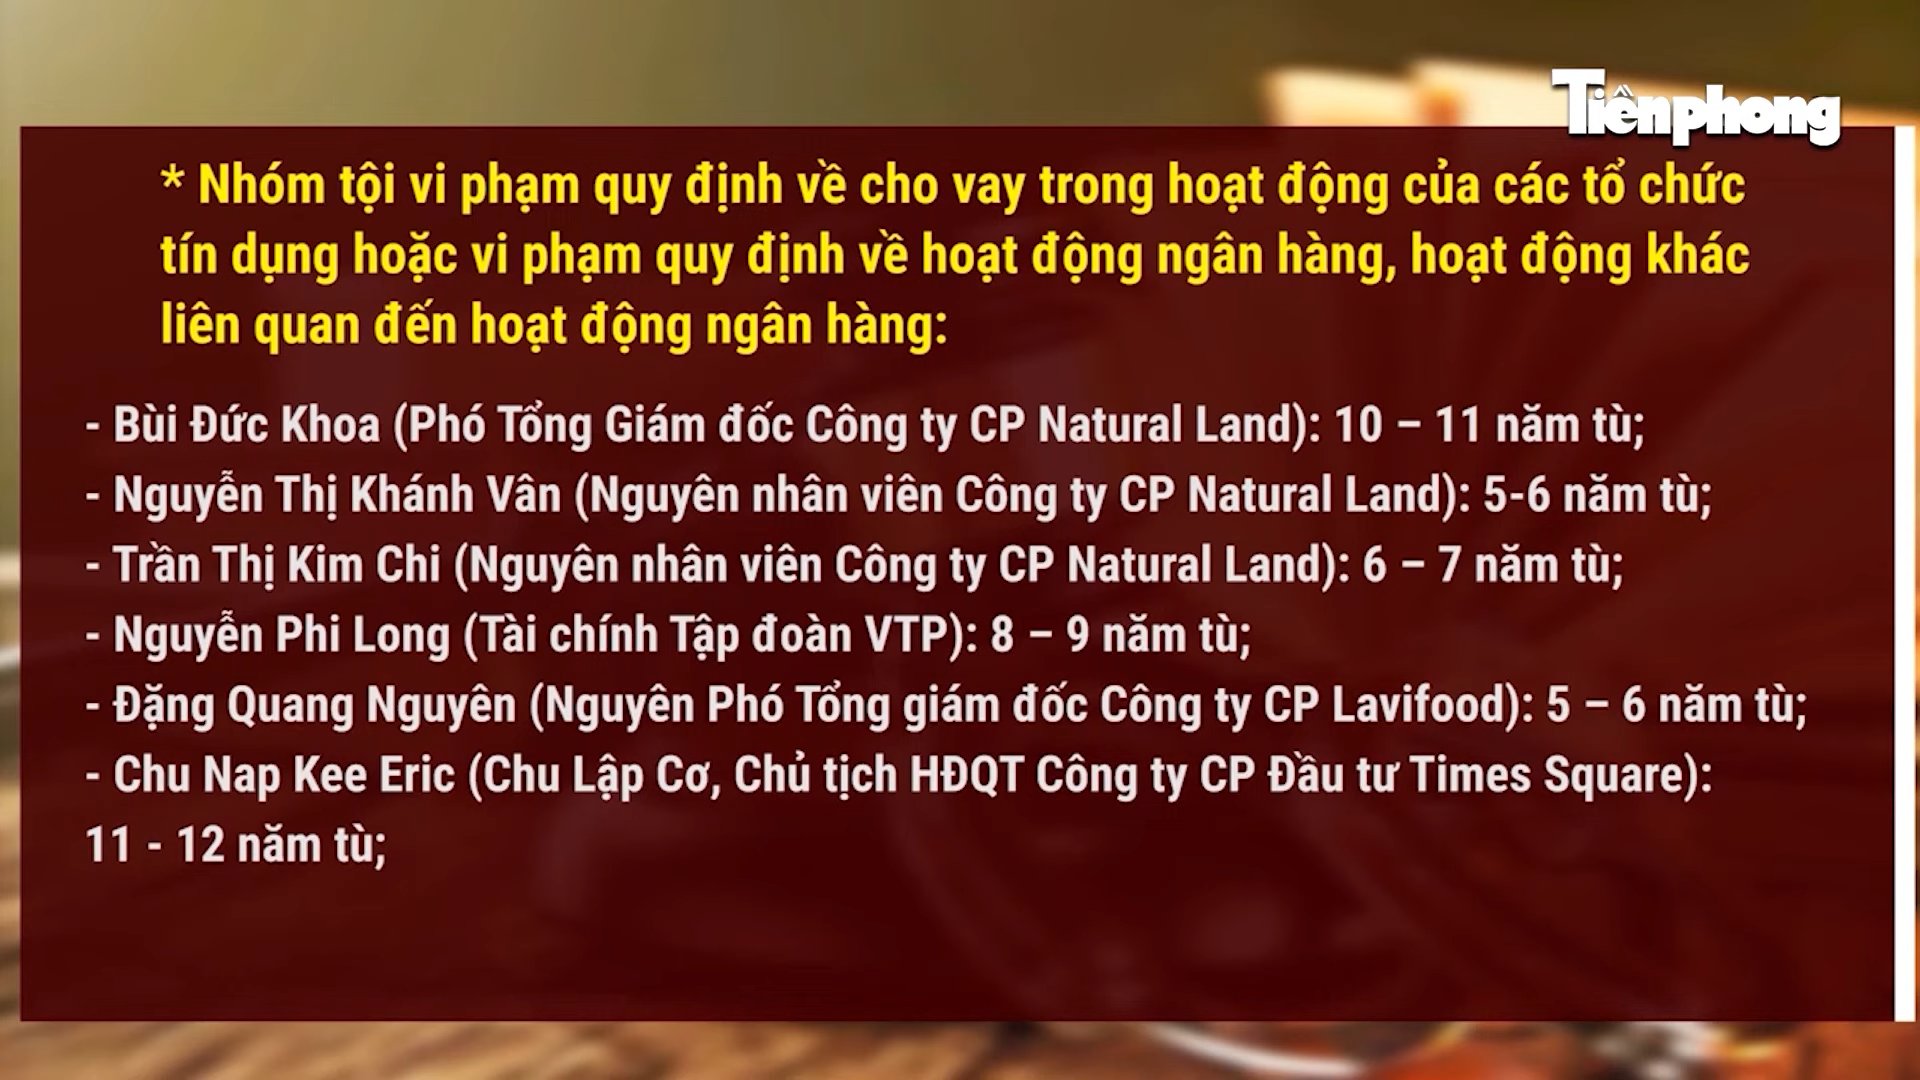 Tiênphong
* Nhóm tội vi phạm quy định về cho vay trong hoạt động của các tổ chức
tín dụng hoặc vi phạm quy định về hoạt động ngân hàng, hoạt động khác
liên quan đến hoạt động ngân hàng:
- Bùi Đức Khoa (Phó Tổng Giám đốc Công ty CP Natural Land): 10 – 11 năm tù;
- Nguyễn Thị Khánh Vân (Nguyên nhân viên Công ty CP Natural Land): 5-6 năm tù;
- Trần Thị Kim Chi (Nguyên nhân viên Công ty CP Natural Land): 6 – 7 năm tù;
- Nguyễn Phi Long (Tài chính Tập đoàn VTP): 8 – 9 năm tù;
- Đặng Quang Nguyên (Nguyên Phó Tổng giám đốc Công ty CP Lavifood): 5 – 6 năm tù;
- Chu Nap Kee Eric (Chu Lập Cơ, Chủ tịch HĐQT Công ty CP Đầu tư Times Square):
11 - 12 năm tù;